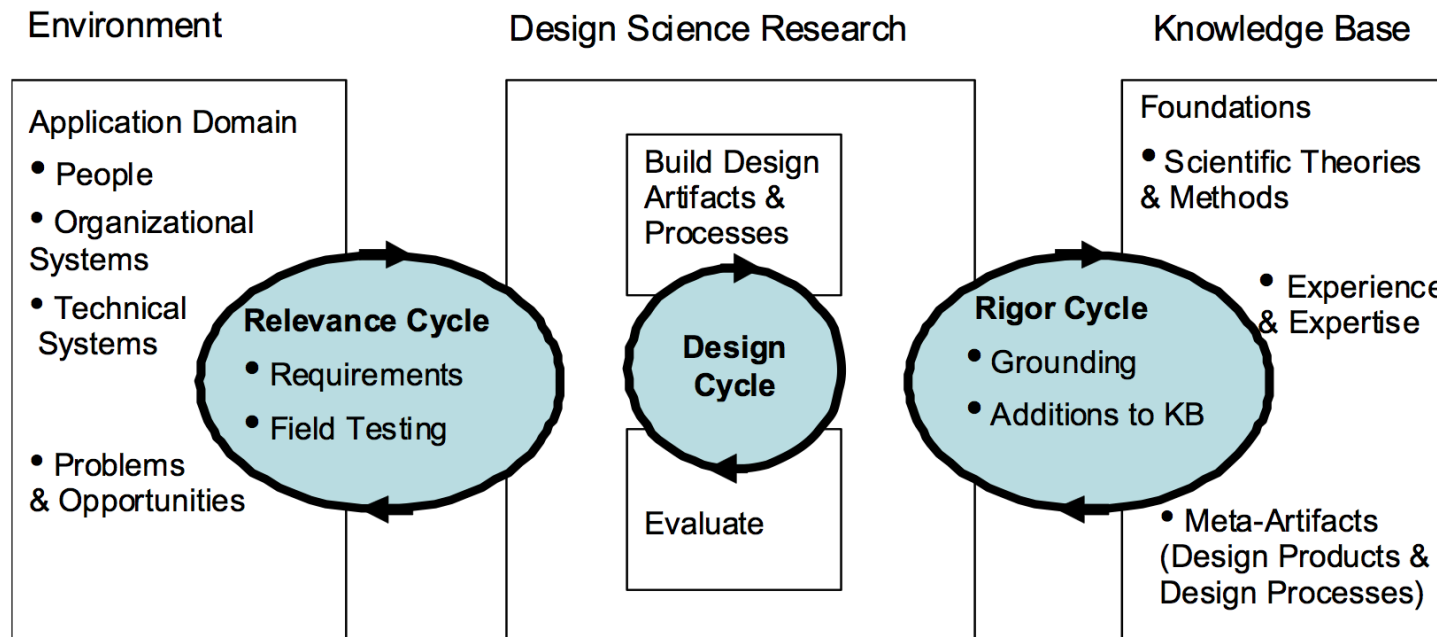 Environment
Design Science Research
Knowledge Base
Application Domain
• People
• Organizational
Systems
• Technical
Systems
• Problems
& Opportunities
Relevance Cycle
• Requirements
• Field Testing
Build Design
Artifacts &
Processes
Design
Cycle
Evaluate
Rigor Cycle
• Grounding
• Additions to KB
Foundations
• Scientific Theories
& Methods
• Experience
& Expertise
• Meta-Artifacts
(Design Products &
Design Processes)